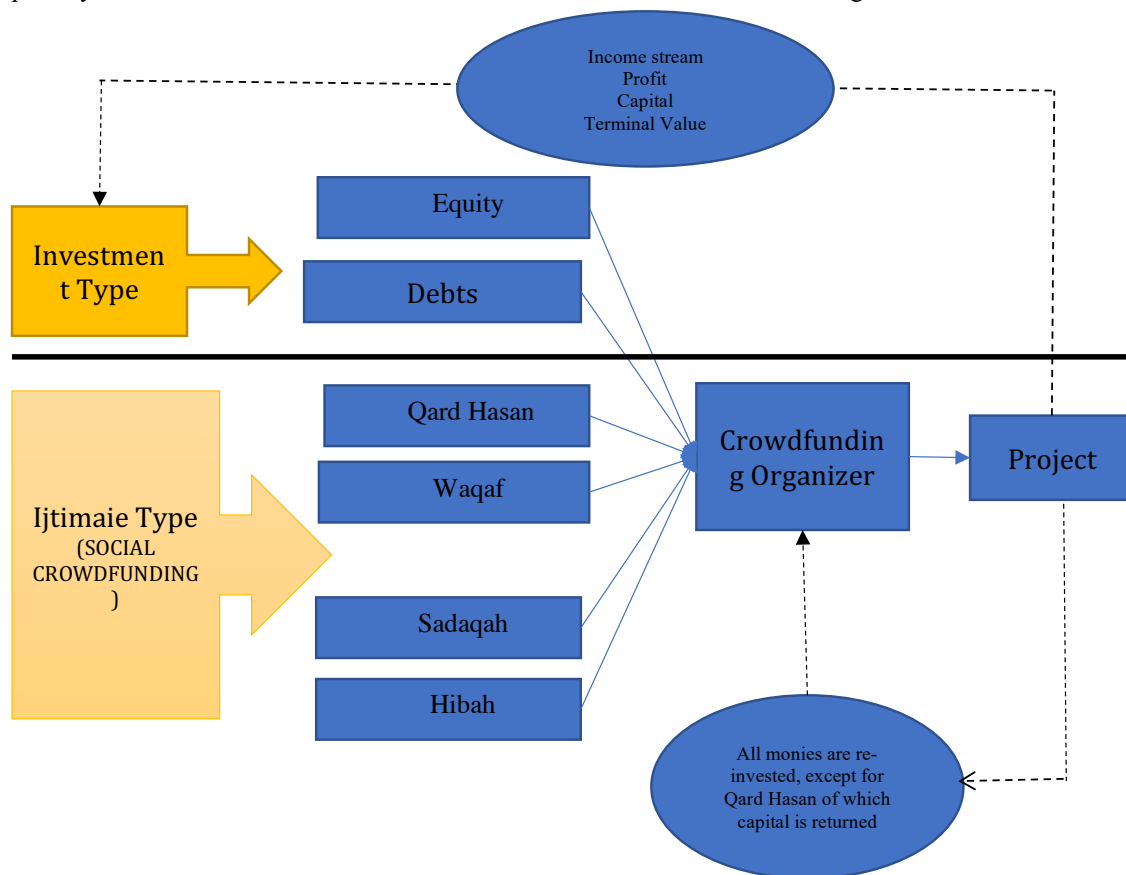 Income stream
Profit
Capital
Terminal Value
Equity
Investmen
t Type
Debts
Qard Hasan
Crowdfundin
g Organizer
Project
Waqaf
Ijtimaie Type
(SOCIAL
CROWDFUNDING
)
Sadaqah
Hibah
All monies are re-
invested, except for
Qard Hasan of which
capital is returned